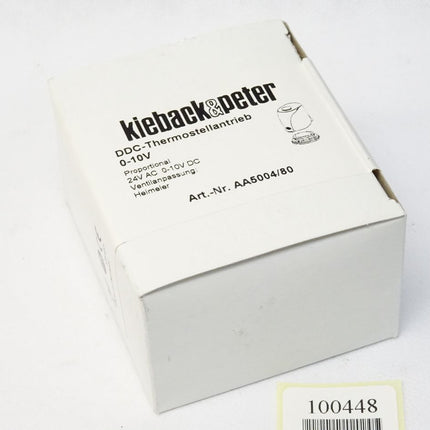 kieback&peter
DDC-Thermostellantrieb
0-10V
Proportional
24V AC 0-10V DC
Ventilanpassung:
Heimeier
Art.-Nr. AA5004/80
100448